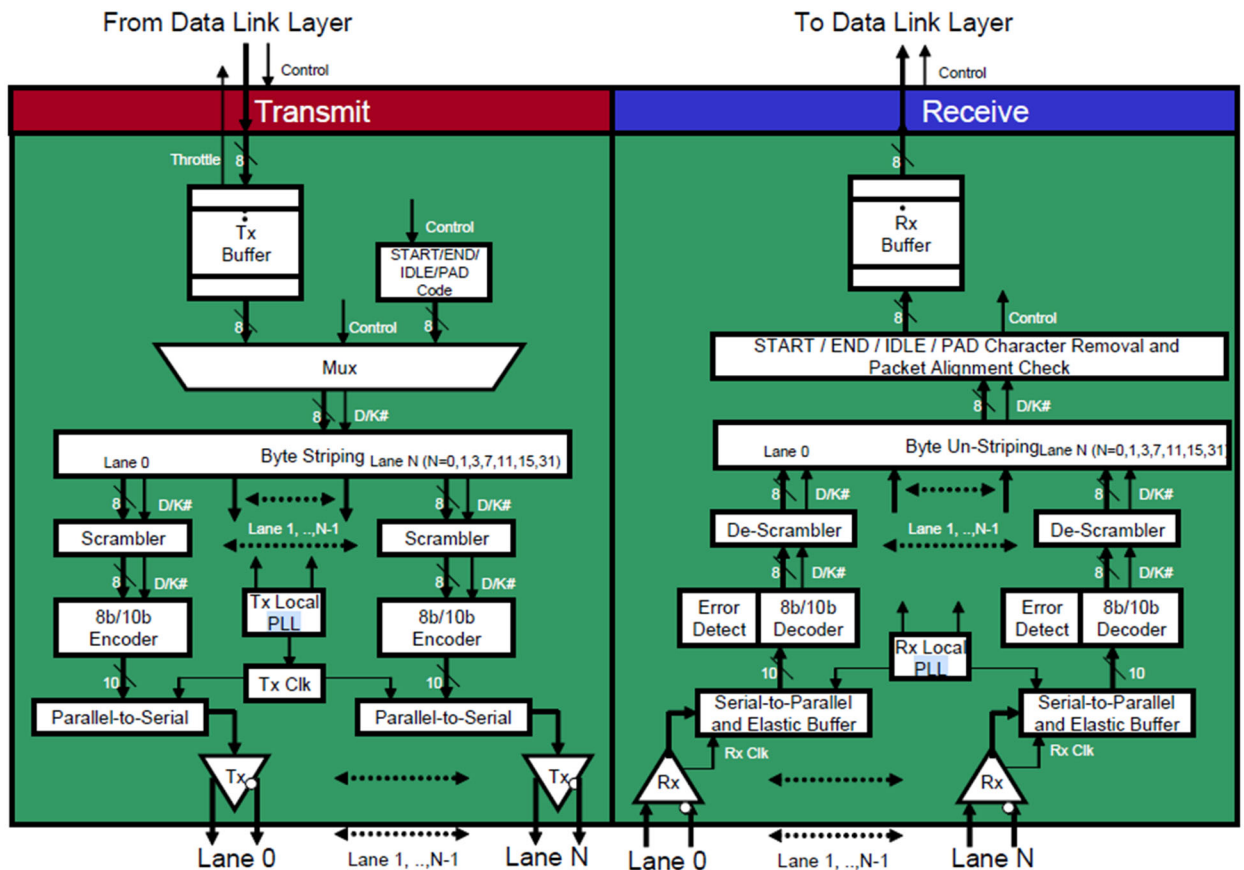 From Data Link Layer
To Data Link Layer
Control
Control
Transmit
Receive
Throttle
8
8
Tx
Buffer
Rx
Buffer
Control
START/END/
IDLE/PAD
Code
8
Control
8
8
Control
Mux
START / END / IDLE / PAD Character Removal and
Packet Alignment Check
8
D/K#
8
D/K#
Byte Striping
Lane 0
Lane N (N=0,1,3,7,11,15,31)
Byte Un-Striping
Lane 0
Lane N (N=0,1,3,7,11,15,31)
8
D/K#
8
D/K#
8
D/K#
8
D/K#
Scrambler
Lane 1, ..,N-1
Scrambler
De-Scrambler
Lane 1, ..,N-1
De-Scrambler
8
D/K#
8
D/K#
8
D/K#
8
D/K#
8b/10b
Encoder
Tx Local
PLL
8b/10b
Encoder
Error
Detect
8b/10b
Decoder
Rx Local
PLL
Error
Detect
8b/10b
Decoder
10
Tx Clk
10
10
10
Parallel-to-Serial
Parallel-to-Serial
Serial-to-Parallel
and Elastic Buffer
Serial-to-Parallel
and Elastic Buffer
Rx Clk
Rx Clk
Tx
Tx
Rx
Rx
Lane 0
Lane 1, ..,N-1
Lane N
Lane 0
Lane 1, ..,N-1
Lane N